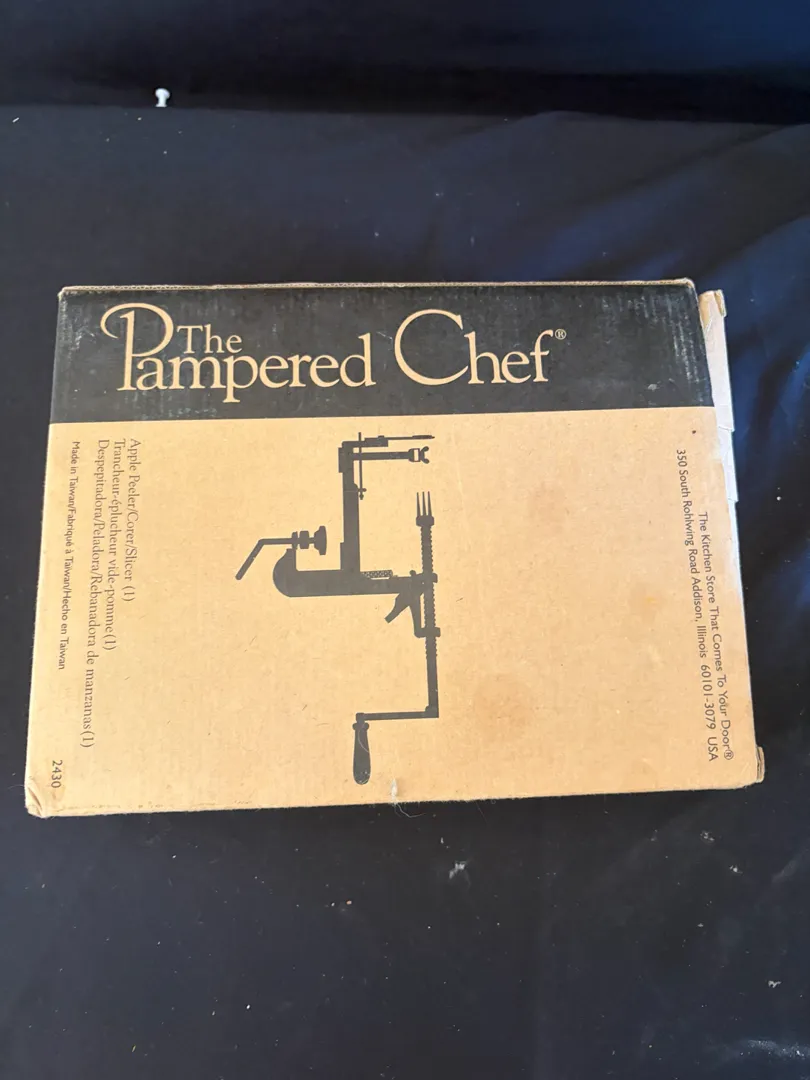 The
Pampered Chef®
Apple Peeler/Corer/Slicer (1)
Trancheur-éplucheur vide-pomme(1)
Despepitadora/Peladora/Rebanadora de manzanas(1)
Made in Taiwan/Fabriqué à Taiwan/Hecho en Taiwan
2430
The Kitchen Store That Comes To Your Door®
350 South Rohlwing Road Addison, Illinois 60101-3079 USA